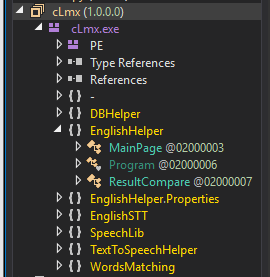 cLmx (1.0.0.0)
cLmx.exe
PE
Type References
References
{ } -
{ } DBHelper
{ } EnglishHelper
MainPage @02000003
Program @02000006
ResultCompare @02000007
{ } EnglishHelper.Properties
{ } EnglishSTT
{ } SpeechLib
{ } TextToSpeechHelper
{ } WordsMatching